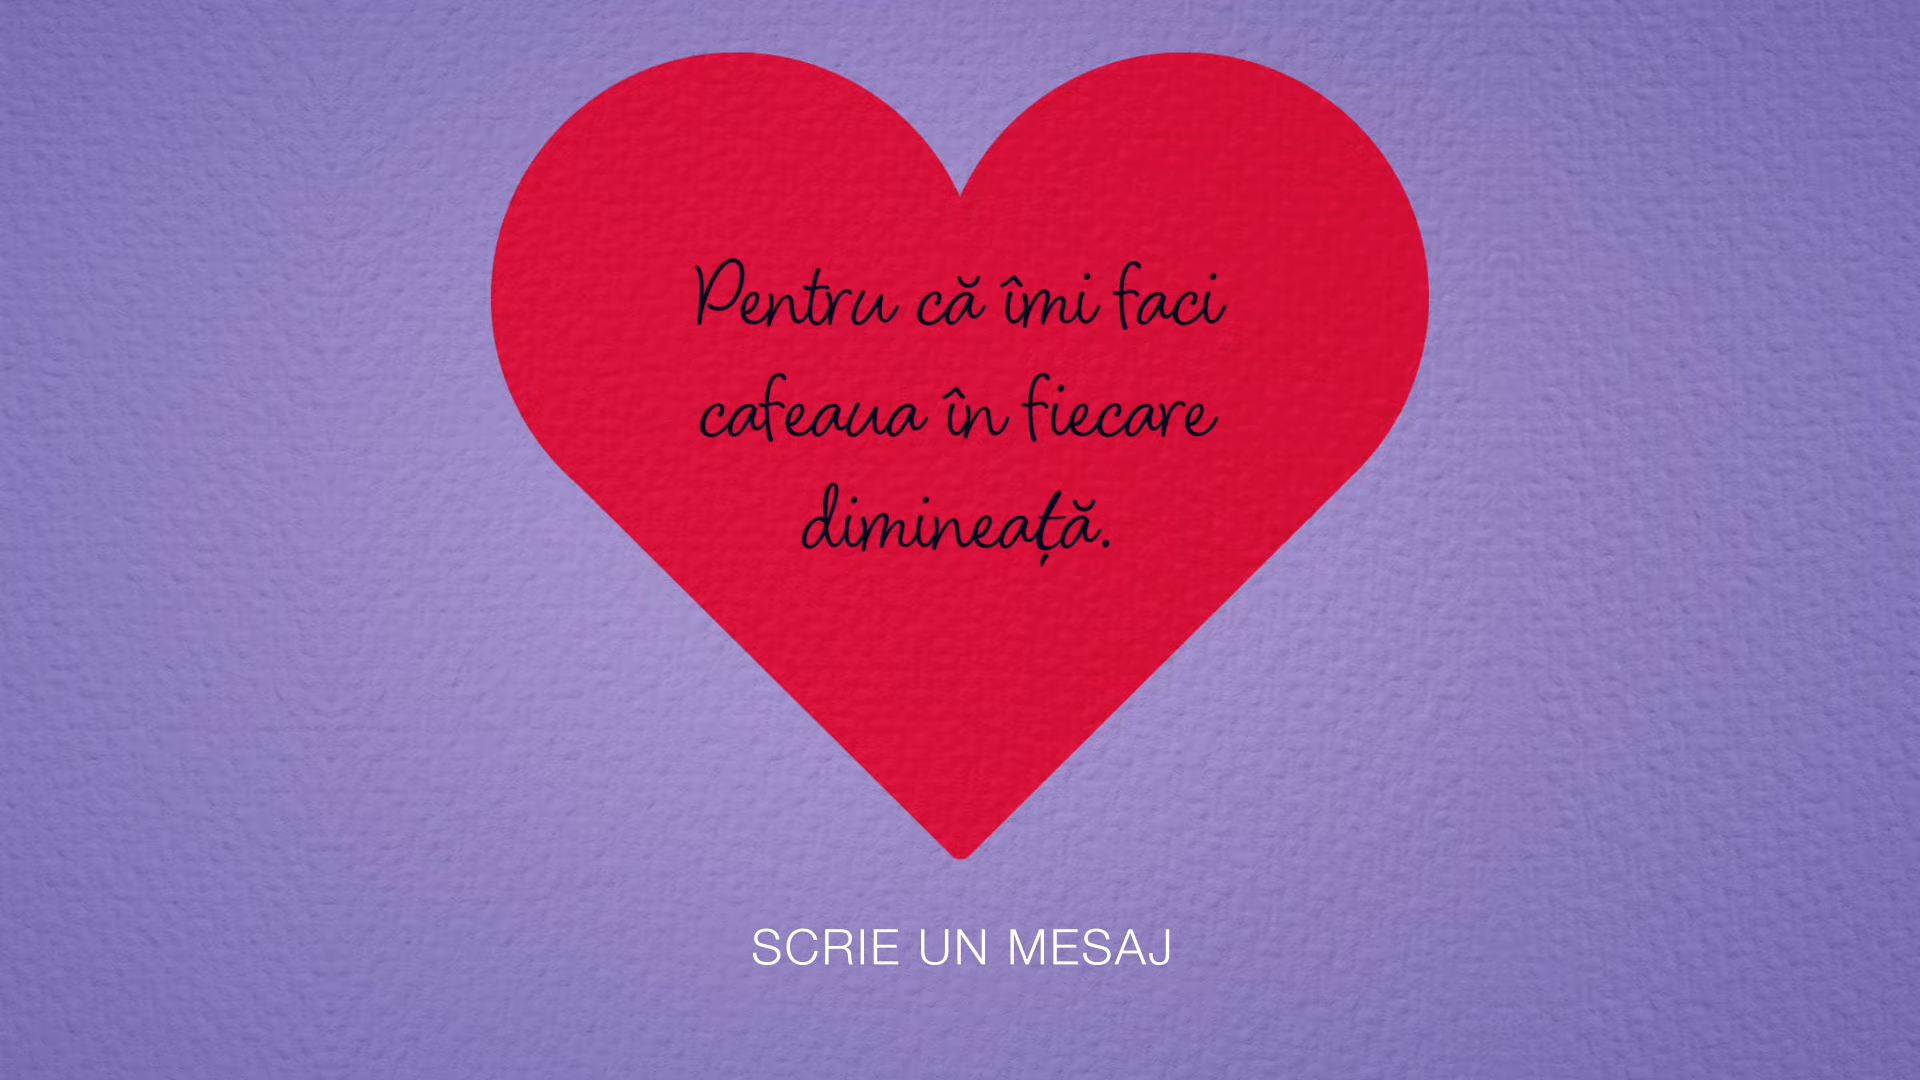 Pentru că îmi faci
cafeaua în fiecare
dimineață.
SCRIE UN MESAJ